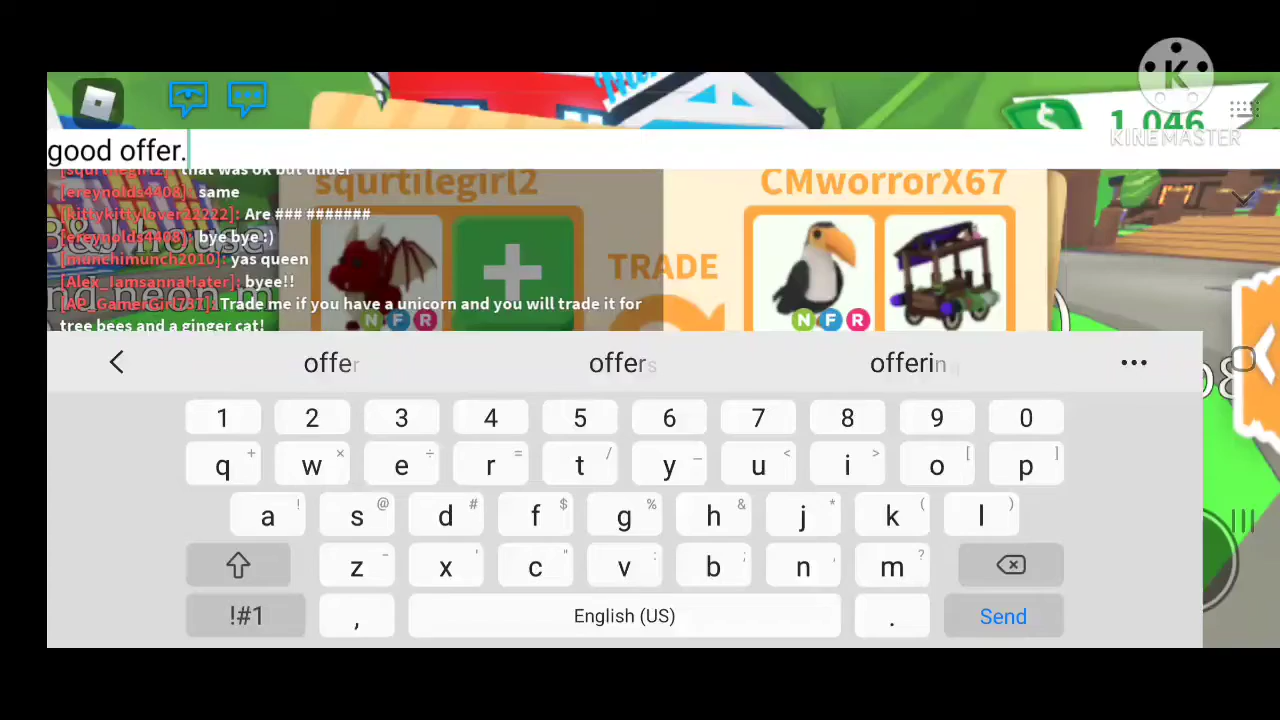 1,046
KINEMASTER
good offer.
[squrtilegirl2]: that was ok but under
[ereynolds4408]: same
[kittykittylover22222]: Are ### #######
[ereynolds4408]: bye bye :)
[munchimunch2010]: yas queen
[Alex_IamsannaHater]: byee!!
[AP_GamerGirl737]: Trade me if you have a unicorn and you will trade it for
tree bees and a ginger cat!
squrtilegirl2
CMworrorX67
TRADE
N F R
N F R
offer
offers
offering
1 2 3 4 5 6 7 8 9 0
q + w × e ÷ r = t / y _ u < i > o [ p ]
a ! s @ d # f $ g % h & j * k ( l )
z - x ' c " v : b ; n , m ?
!#1 , English (US) . Send